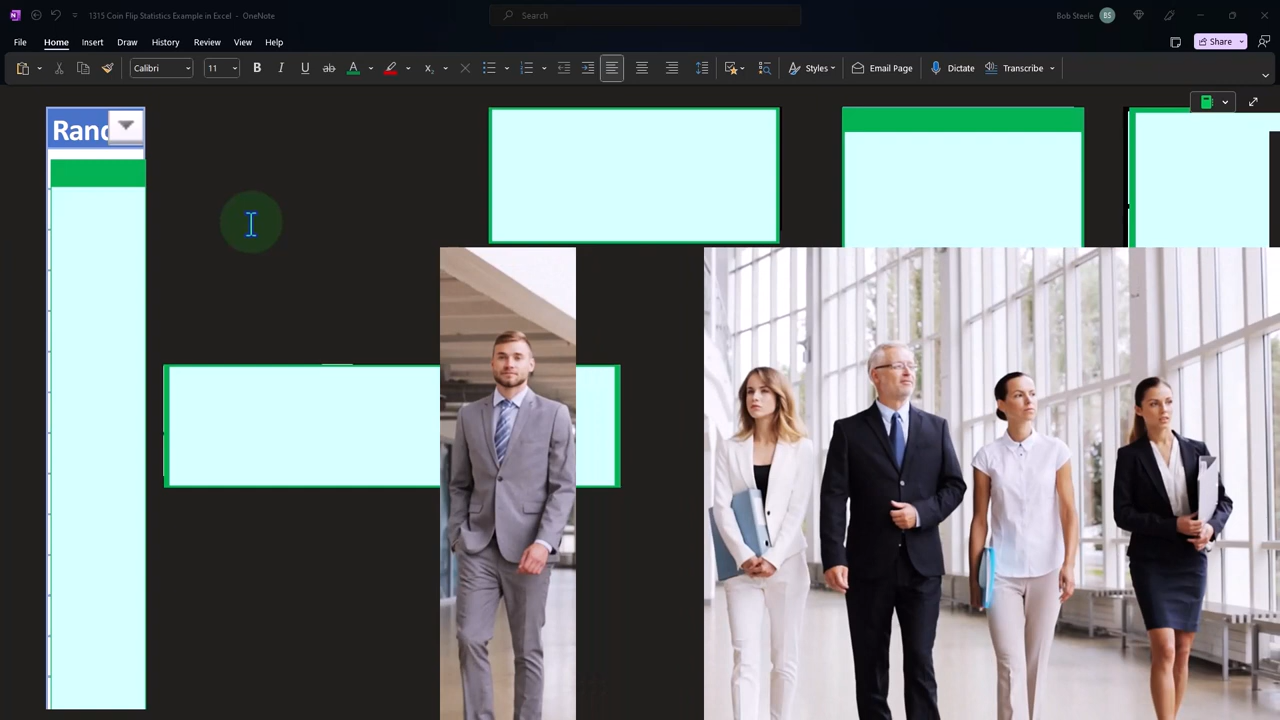 1315 Coin Flip Statistics Example in Excel - OneNote
Search
Bob Steele BS
File Home Insert Draw History Review View Help
Share
Calibri 11 B I U ab A Styles Email Page Dictate Transcribe